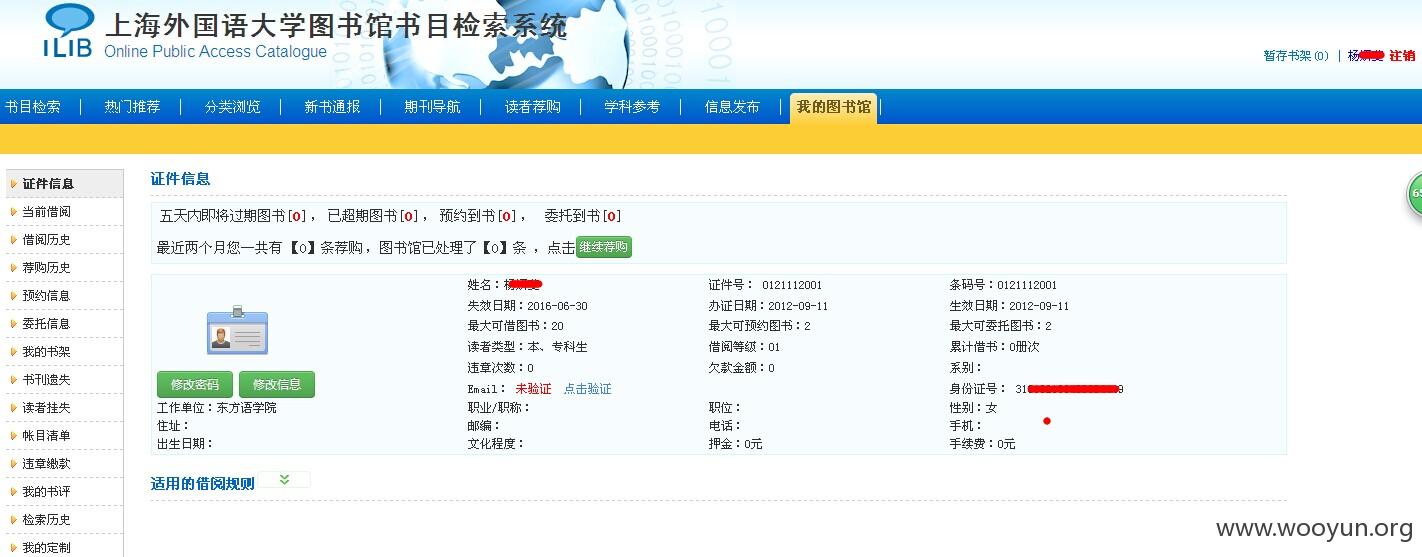 ILIB
上海外国语大学图书馆书目检索系统
Online Public Access Catalogue
暂存书架(0) | 杨 注销
书目检索 | 热门推荐 | 分类浏览 | 新书通报 | 期刊导航 | 读者荐购 | 学科参考 | 信息发布 | 我的图书馆
证件信息
当前借阅
借阅历史
荐购历史
预约信息
委托信息
我的书架
书刊遗失
读者挂失
帐目清单
违章缴款
我的书评
检索历史
我的定制
证件信息
五天内即将过期图书[0]，已超期图书[0]，预约到书[0]， 委托到书[0]
最近两个月您一共有【0】条荐购，图书馆已处理了【0】条 ，点击 继续荐购
修改密码 修改信息
姓名：杨 证件号： 0121112001 条码号：0121112001
失效日期：2016-06-30 办证日期：2012-09-11 生效日期：2012-09-11
最大可借图书：20 最大可预约图书：2 最大可委托图书：2
读者类型：本、专科生 借阅等级：01 累计借书：0册次
违章次数：0 欠款金额：0 系别：
Email： 未验证 点击验证 身份证号： 31 9
工作单位：东方语学院 职业/职称： 职位： 性别：女
住址： 邮编： 电话： 手机：
出生日期： 文化程度： 押金：0元 手续费：0元
适用的借阅规则
www.wooyun.org